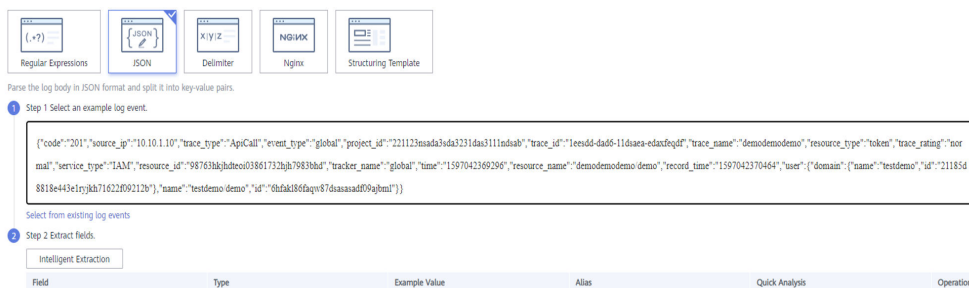 (.*?)
{JSON}
X|Y|Z
NGINX
Regular Expressions
JSON
Delimiter
Nginx
Structuring Template
Parse the log body in JSON format and split it into key-value pairs.
1 Step 1 Select an example log event.
{"code":"201","source_ip":"10.10.1.10","trace_type":"ApiCall","event_type":"global","project_id":"221123nsada3sda3231das3111ndsab","trace_id":"1eesdd-dad6-11dsaea-edaxfeqdf","trace_name":"demodemodemo","resource_type":"token","trace_rating":"nor
mal","service_type":"IAM","resource_id":"98763hkjhdteoi03861732hjh7983bhd","tracker_name":"global","time":"1597042369296","resource_name":"demodemodemo/demo","record_time":"1597042370464","user":{"domain":{"name":"testdemo","id":"21185d
8818e443e1ryjkh71622f09212b"},"name":"testdemo/demo","id":"6hfakl86faqw87dsasasadf09ajbml"}}
Select from existing log events
2 Step 2 Extract fields.
Intelligent Extraction
Field Type Example Value Alias Quick Analysis Operation